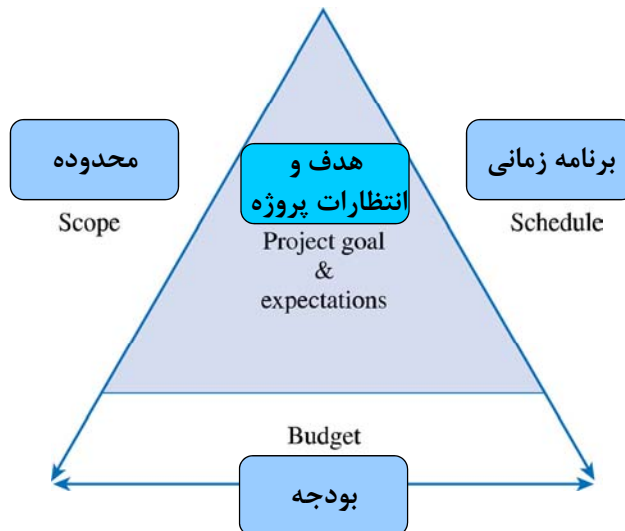 هدف و
انتظارات پروژه
Project goal
&
expectations
محدوده
Scope
برنامه زمانی
Schedule
Budget
بودجه